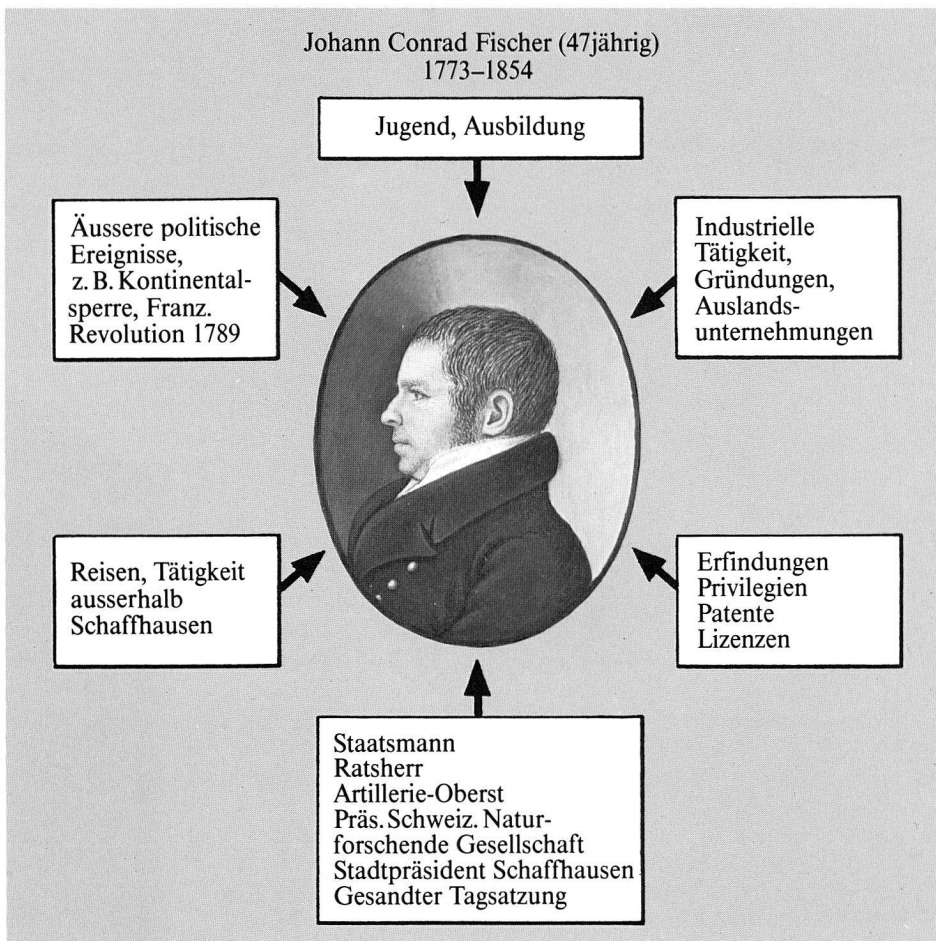 Johann Conrad Fischer (47jährig)
1773–1854
Jugend, Ausbildung
Äussere politische
Ereignisse,
z. B. Kontinental-
sperre, Franz.
Revolution 1789
Industrielle
Tätigkeit,
Gründungen,
Auslands-
unternehmungen
Reisen, Tätigkeit
ausserhalb
Schaffhausen
Erfindungen
Privilegien
Patente
Lizenzen
Staatsmann
Ratsherr
Artillerie-Oberst
Präs. Schweiz. Natur-
forschende Gesellschaft
Stadtpräsident Schaffhausen
Gesandter Tagsatzung